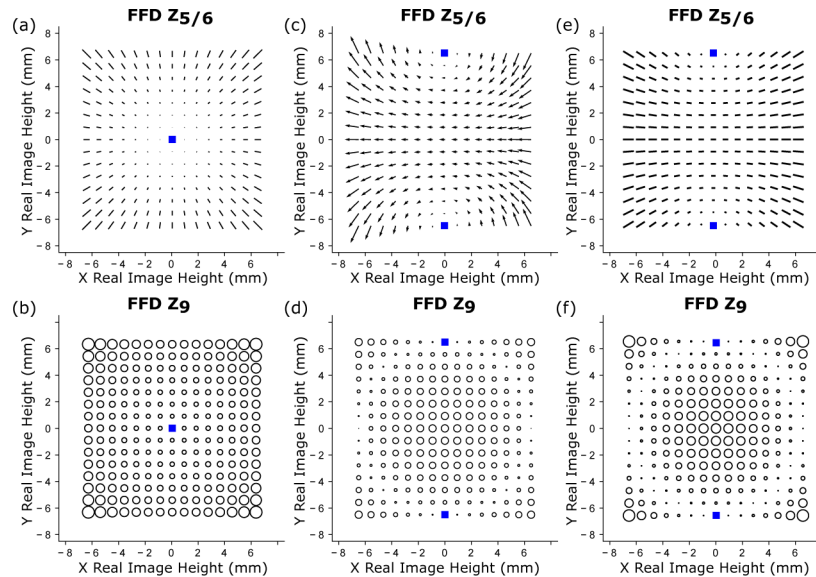 (a)
FFD Z5/6
Y Real Image Height (mm)
8
6
4
2
0
- 2
- 4
- 6
- 8
- 8 - 6 - 4 - 2 0 2 4 6 8
X Real Image Height (mm)
(c)
FFD Z5/6
Y Real Image Height (mm)
8
6
4
2
0
- 2
- 4
- 6
- 8
- 8 - 6 - 4 - 2 0 2 4 6 8
X Real Image Height (mm)
(e)
FFD Z5/6
Y Real Image Height (mm)
8
6
4
2
0
- 2
- 4
- 6
- 8
- 8 - 6 - 4 - 2 0 2 4 6 8
X Real Image Height (mm)
(b)
FFD Z9
Y Real Image Height (mm)
8
6
4
2
0
- 2
- 4
- 6
- 8
- 8 - 6 - 4 - 2 0 2 4 6 8
X Real Image Height (mm)
(d)
FFD Z9
Y Real Image Height (mm)
8
6
4
2
0
- 2
- 4
- 6
- 8
- 8 - 6 - 4 - 2 0 2 4 6 8
X Real Image Height (mm)
(f)
FFD Z9
Y Real Image Height (mm)
8
6
4
2
0
- 2
- 4
- 6
- 8
- 8 - 6 - 4 - 2 0 2 4 6 8
X Real Image Height (mm)